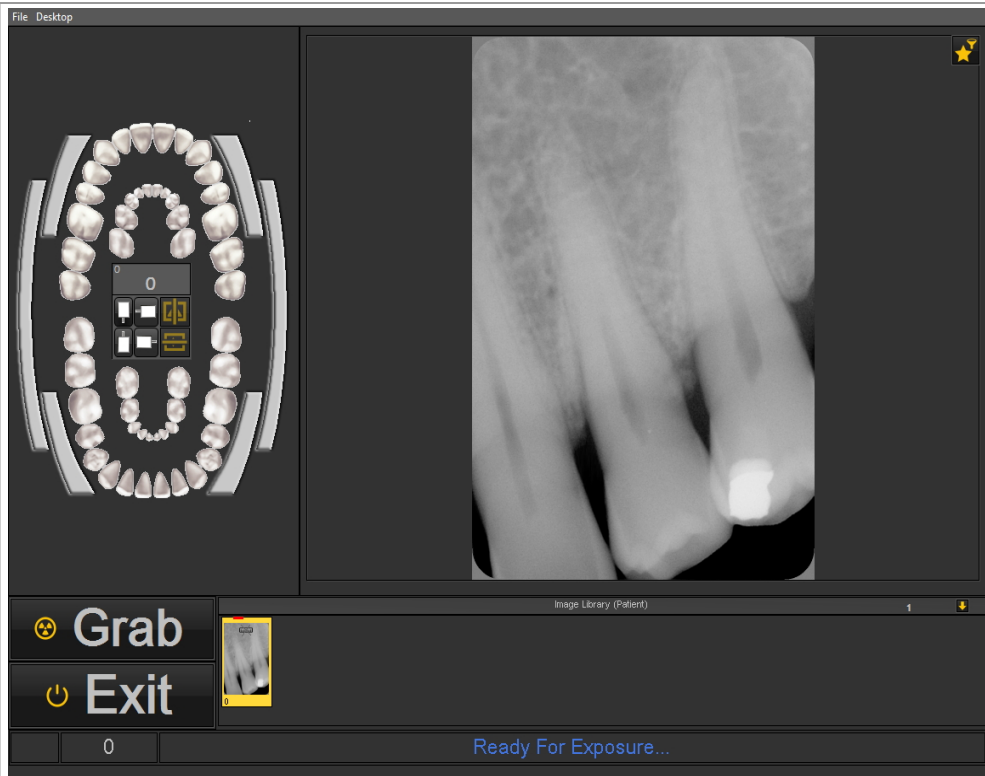 File Desktop
0
0
Image Library (Patient)
1
Grab
Exit
0
0
Ready For Exposure...